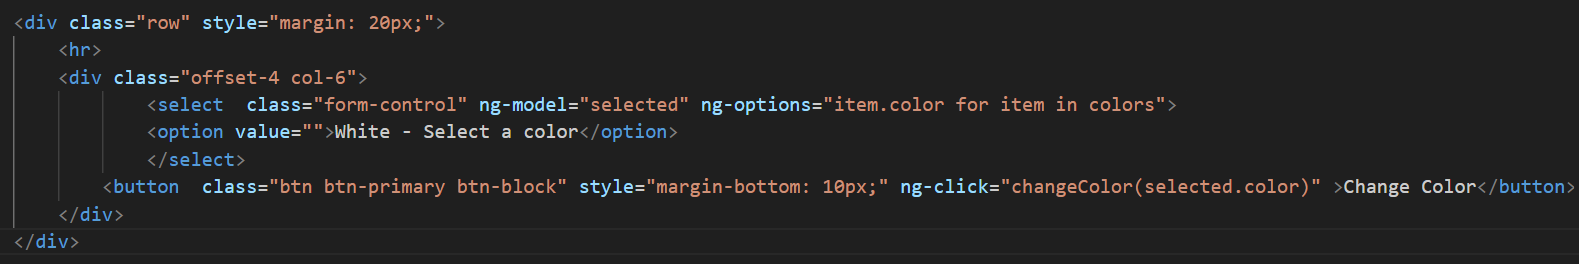 <div class="row" style="margin: 20px;">
    <hr>
    <div class="offset-4 col-6">
            <select  class="form-control" ng-model="selected" ng-options="item.color for item in colors">
            <option value="">White - Select a color</option>
            </select>
        <button  class="btn btn-primary btn-block" style="margin-bottom: 10px;" ng-click="changeColor(selected.color)" >Change Color</button>
    </div>
</div>